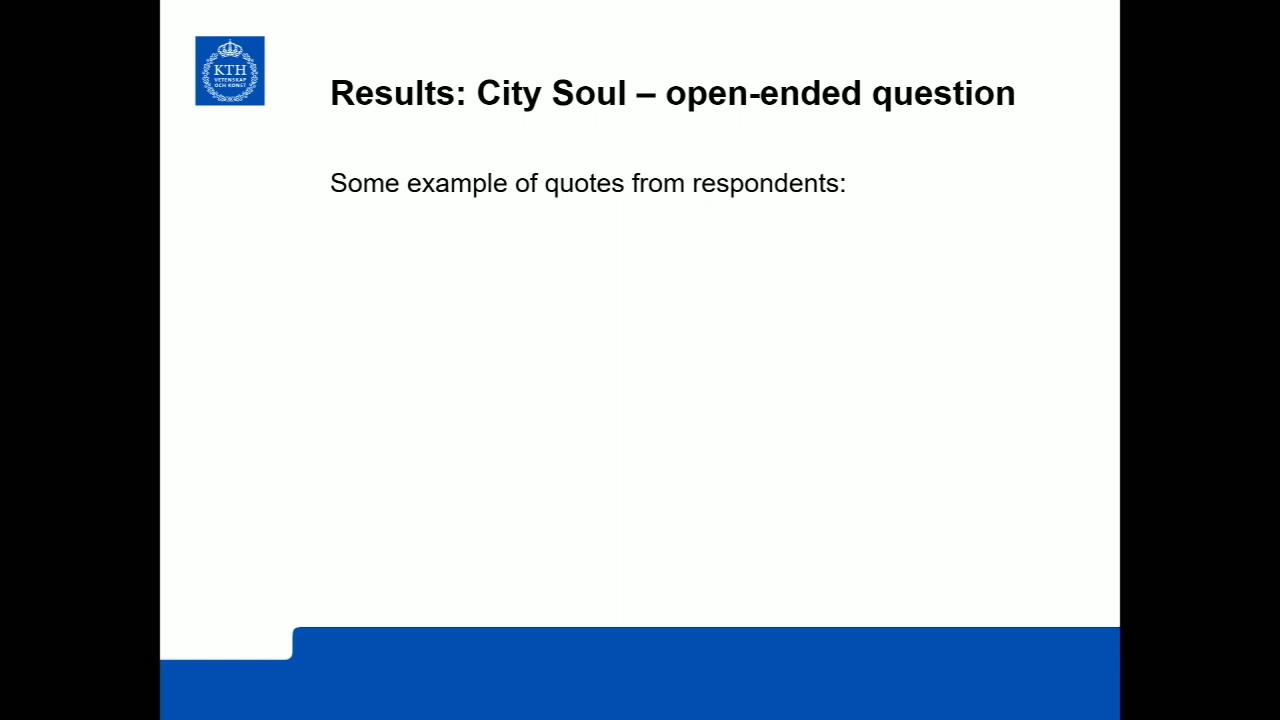 KTH
VETENSKAP
OCH KONST
Results: City Soul – open-ended question
Some example of quotes from respondents: